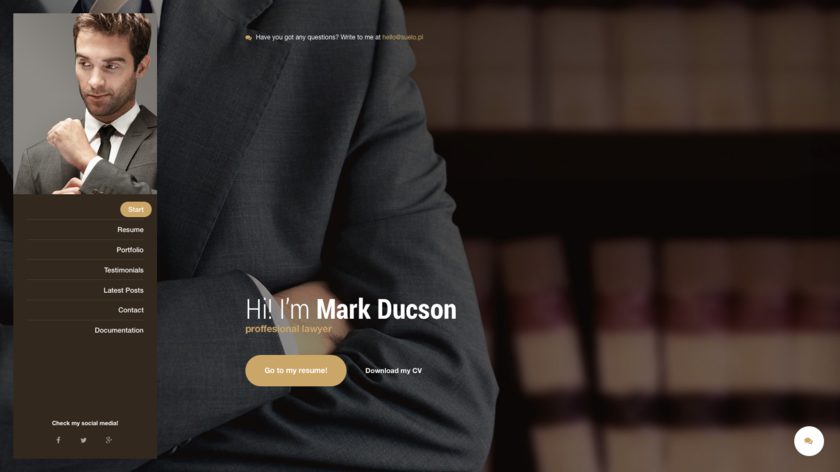 Have you got any questions? Write to me at hello@suelo.pl
Start
Resume
Portfolio
Testimonials
Latest Posts
Contact
Documentation
Check my social media!
Hi! I'm Mark Ducson
proffesional lawyer
Go to my resume!
Download my CV